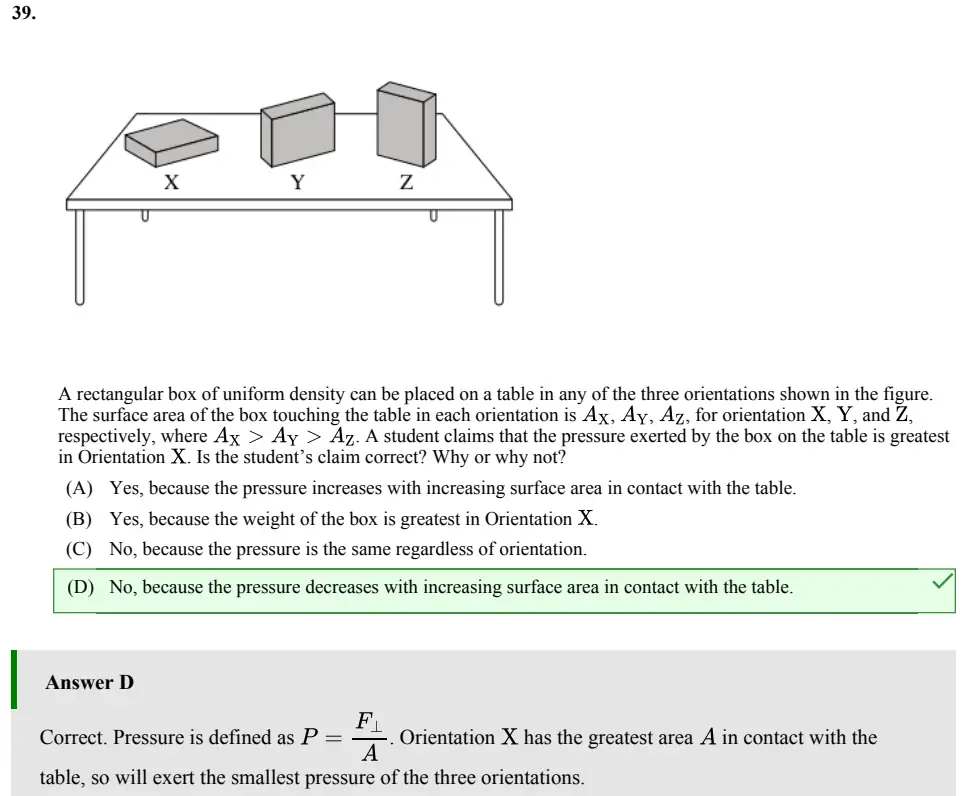 39.
X Y Z
A rectangular box of uniform density can be placed on a table in any of the three orientations shown in the figure.
The surface area of the box touching the table in each orientation is A_X, A_Y, A_Z, for orientation X, Y, and Z,
respectively, where A_X > A_Y > A_Z. A student claims that the pressure exerted by the box on the table is greatest
in Orientation X. Is the student's claim correct? Why or why not?
(A) Yes, because the pressure increases with increasing surface area in contact with the table.
(B) Yes, because the weight of the box is greatest in Orientation X.
(C) No, because the pressure is the same regardless of orientation.
(D) No, because the pressure decreases with increasing surface area in contact with the table.
Answer D
Correct. Pressure is defined as P = F_⊥/A. Orientation X has the greatest area A in contact with the
table, so will exert the smallest pressure of the three orientations.